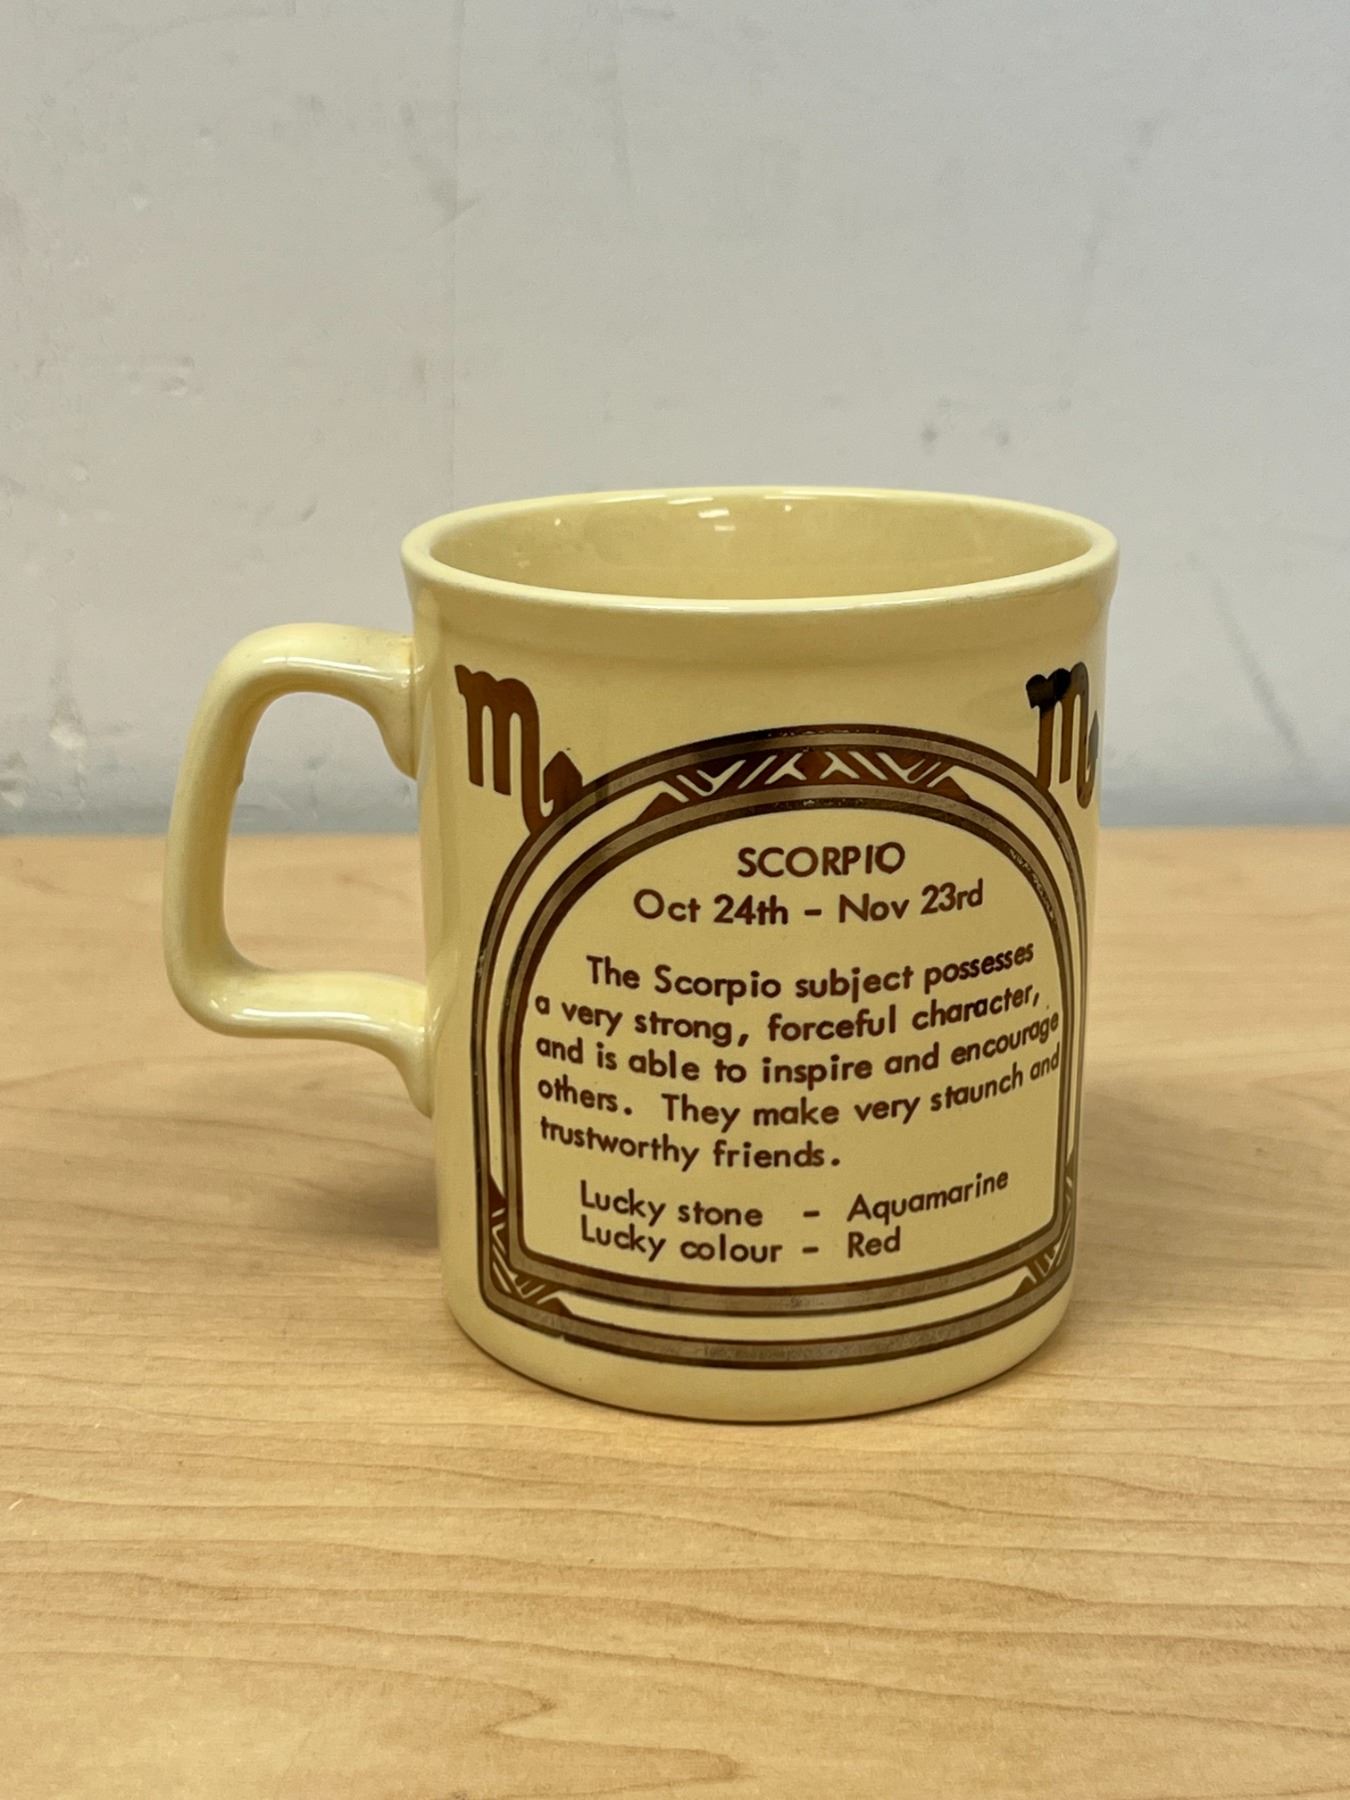 SCORPIO
Oct 24th - Nov 23rd
The Scorpio subject possesses
a very strong, forceful character,
and is able to inspire and encourage
others. They make very staunch and
trustworthy friends.
Lucky stone - Aquamarine
Lucky colour - Red